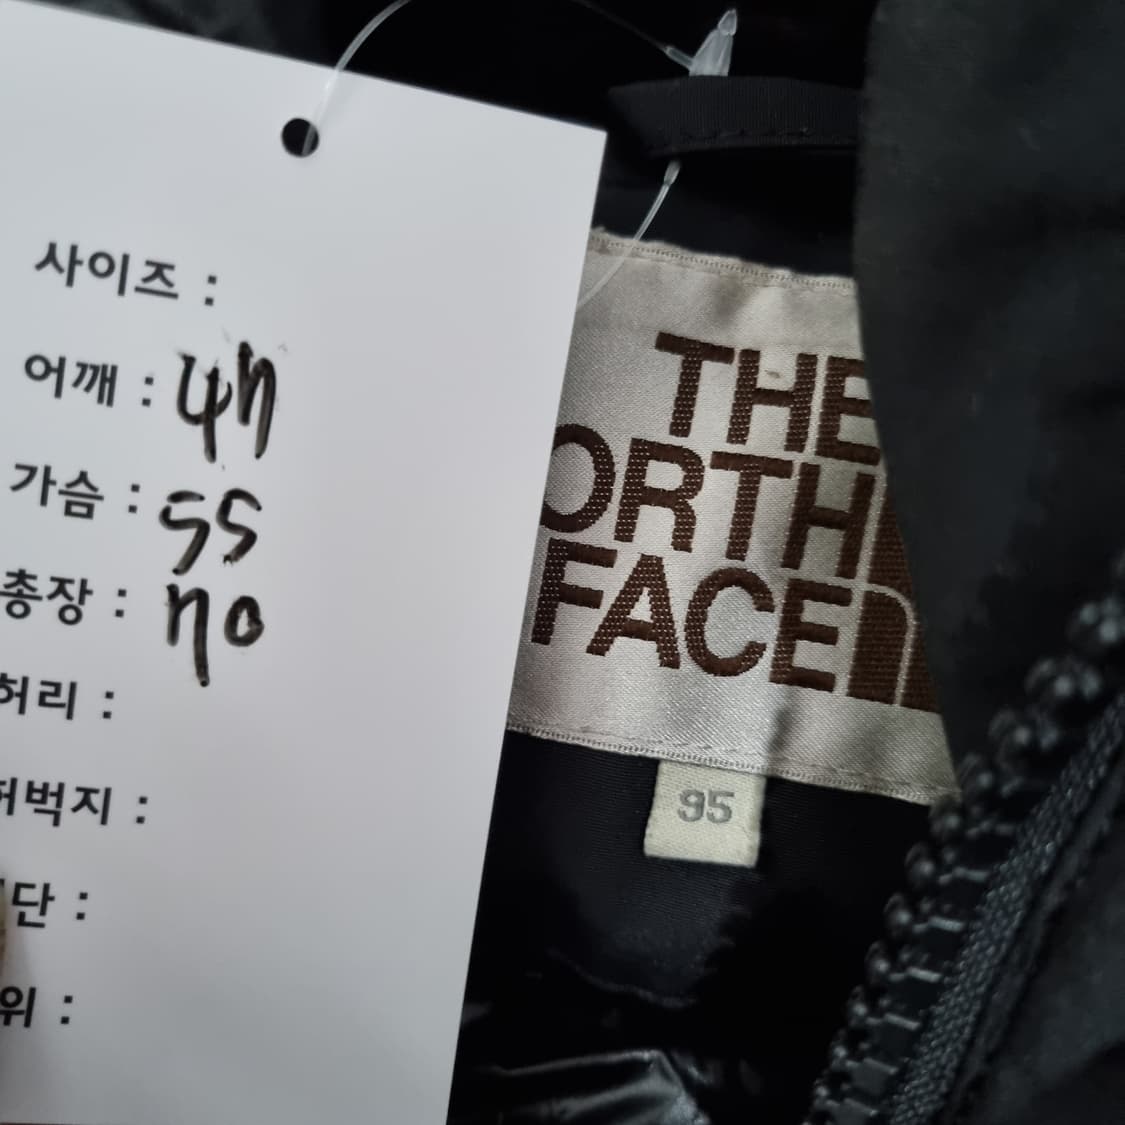 사이즈 :
어깨 : 47
가슴 : 55
총장 : 70
허리 :
허벅지 :
단 :
위 :
THE
ORTH
FACE
95